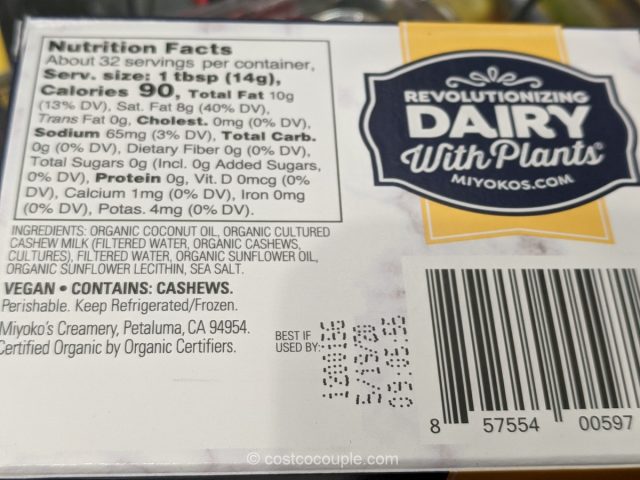 Nutrition Facts
About 32 servings per container,
Serv. size: 1 tbsp (14g),
Calories 90, Total Fat 10g
(13% DV), Sat. Fat 8g (40% DV),
Trans Fat 0g, Cholest. 0mg (0% DV),
Sodium 65mg (3% DV), Total Carb.
0g (0% DV), Dietary Fiber 0g (0% DV),
Total Sugars 0g (Incl. 0g Added Sugars,
0% DV), Protein 0g, Vit. D 0mcg (0%
DV), Calcium 1mg (0% DV), Iron 0mg
(0% DV), Potas. 4mg (0% DV).
INGREDIENTS: ORGANIC COCONUT OIL, ORGANIC CULTURED
CASHEW MILK (FILTERED WATER, ORGANIC CASHEWS,
CULTURES), FILTERED WATER, ORGANIC SUNFLOWER OIL,
ORGANIC SUNFLOWER LECITHIN, SEA SALT.
VEGAN • CONTAINS: CASHEWS.
Perishable. Keep Refrigerated/Frozen.
Miyoko's Creamery, Petaluma, CA 94954.
Certified Organic by Organic Certifiers.
BEST IF
USED BY:
REVOLUTIONIZING
DAIRY
With Plants®
MIYOKOS.COM
8 57554 00597
© costcocouple.com